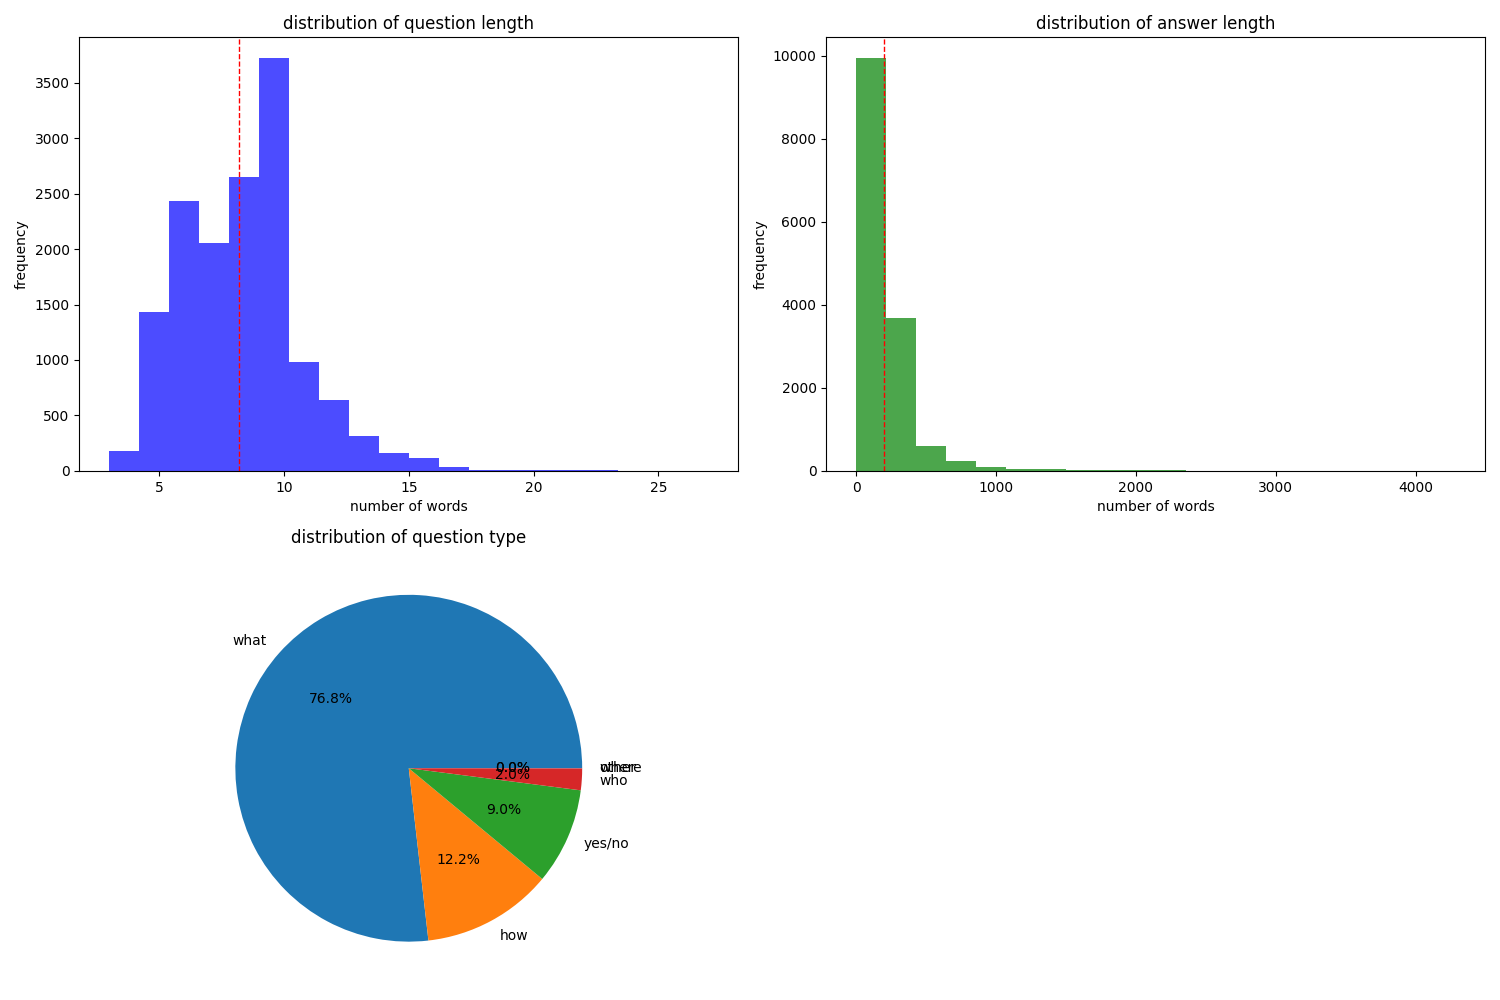 distribution of question length
3500
3000
2500
2000
1500
1000
500
0
frequency
5
10
15
20
25
number of words
distribution of answer length
10000
8000
6000
4000
2000
0
frequency
0
1000
2000
3000
4000
number of words
distribution of question type
what
76.8%
0.0%
2.0%
who
9.0%
yes/no
12.2%
how